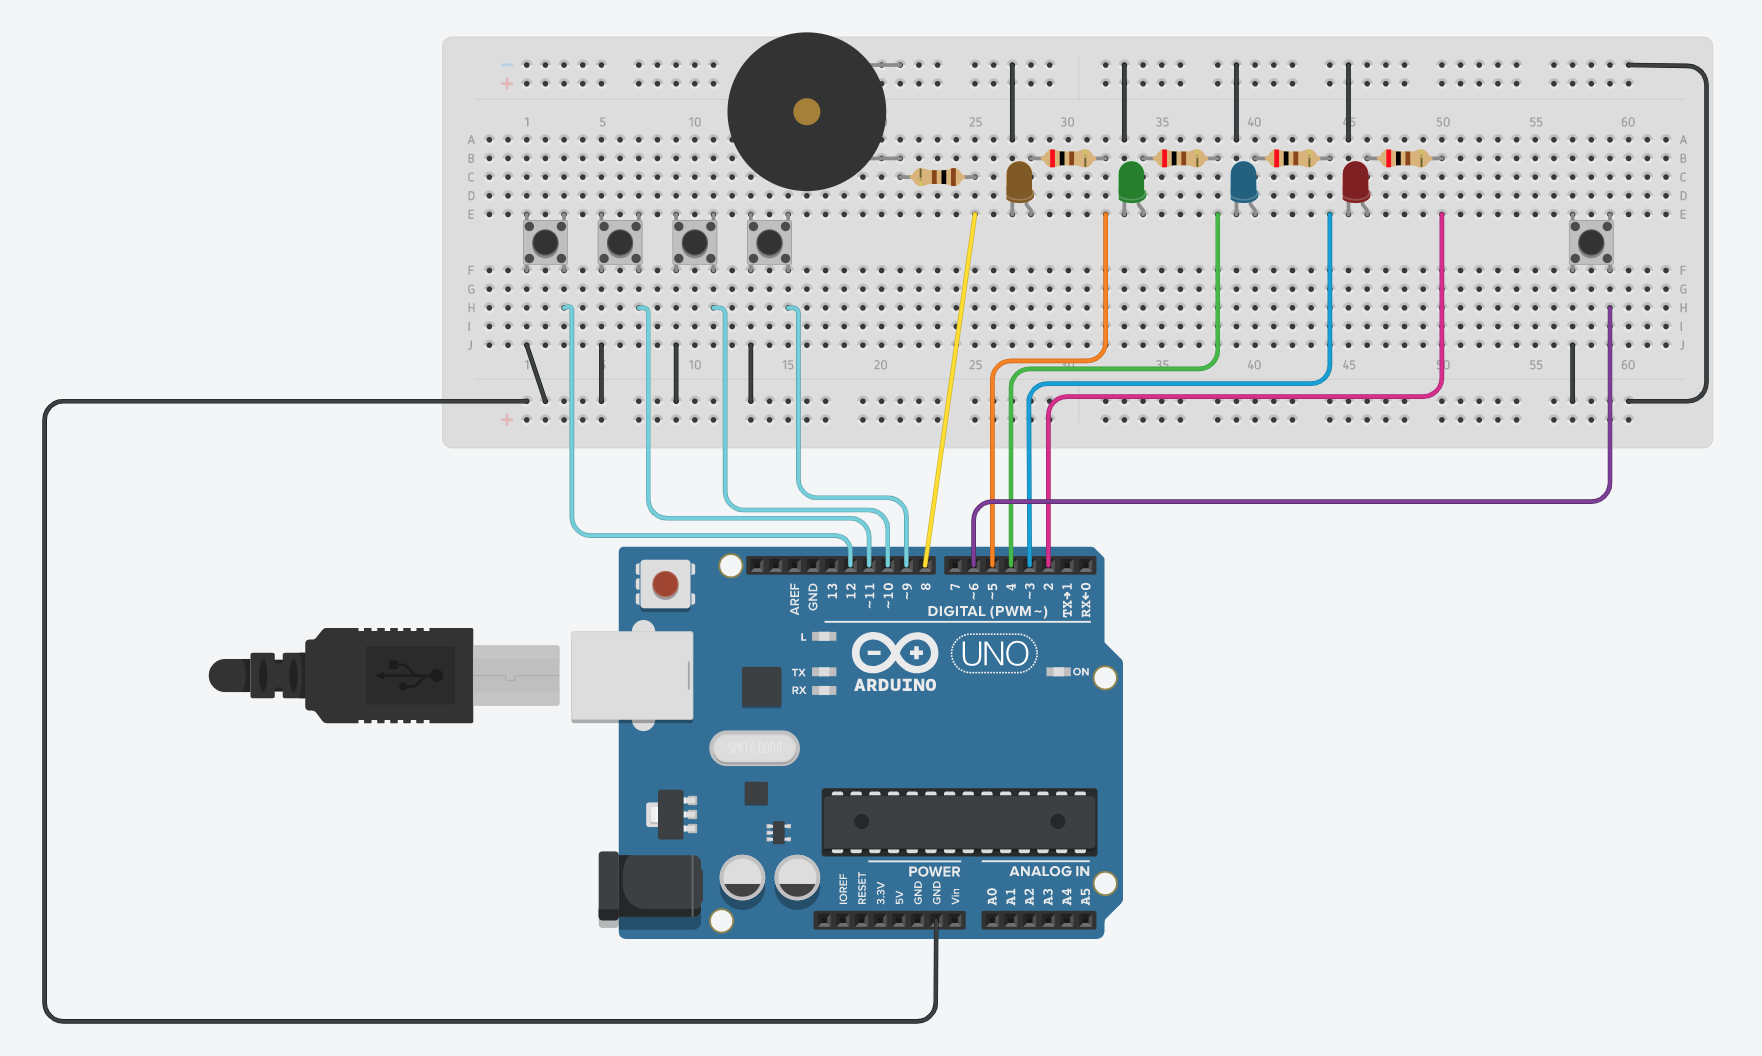 − −
+ +
1 5 10 25 30 35 40 45 50 55 60
A A
B B
C C
D D
E E
F F
G G
H H
I I
J J
1 5 10 15 20 25 30 35 45 50 55 60
+
AREF GND 13 12 ~11 ~10 ~9 8 7 ~6 ~5 4 ~3 2 TX→1 RX←0
DIGITAL (PWM~)
L
TX
RX
UNO
ARDUINO
ON
POWER
ANALOG IN
IOREF RESET 3.3V 5V GND GND Vin A0 A1 A2 A3 A4 A5